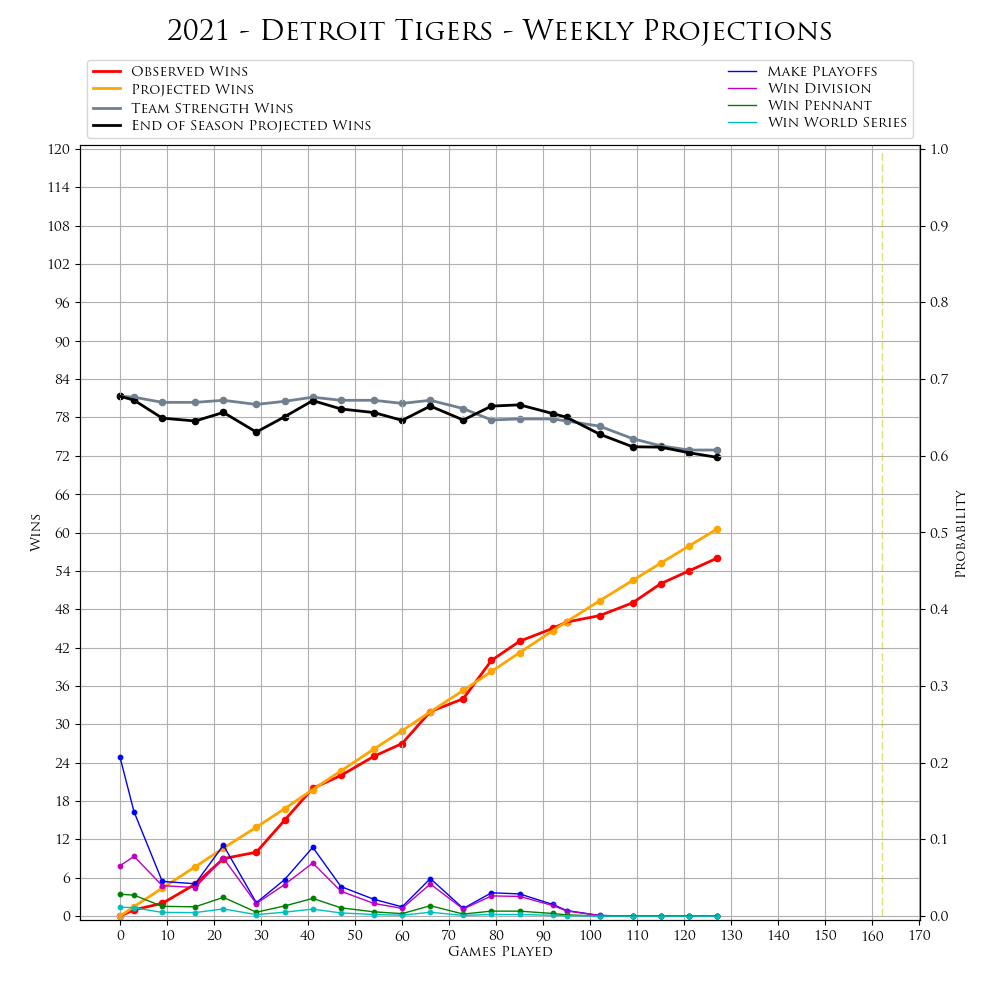 2021 - Detroit Tigers - Weekly Projections
Observed Wins
Projected Wins
Team Strength Wins
End of Season Projected Wins
Make Playoffs
Win Division
Win Pennant
Win World Series
120
114
108
102
96
90
84
78
72
66
60
54
48
42
36
30
24
18
12
6
0
Wins
1.0
0.9
0.8
0.7
0.6
0.5
0.4
0.3
0.2
0.1
0.0
Probability
0 10 20 30 40 50 60 70 80 90 100 110 120 130 140 150 160 170
Games Played